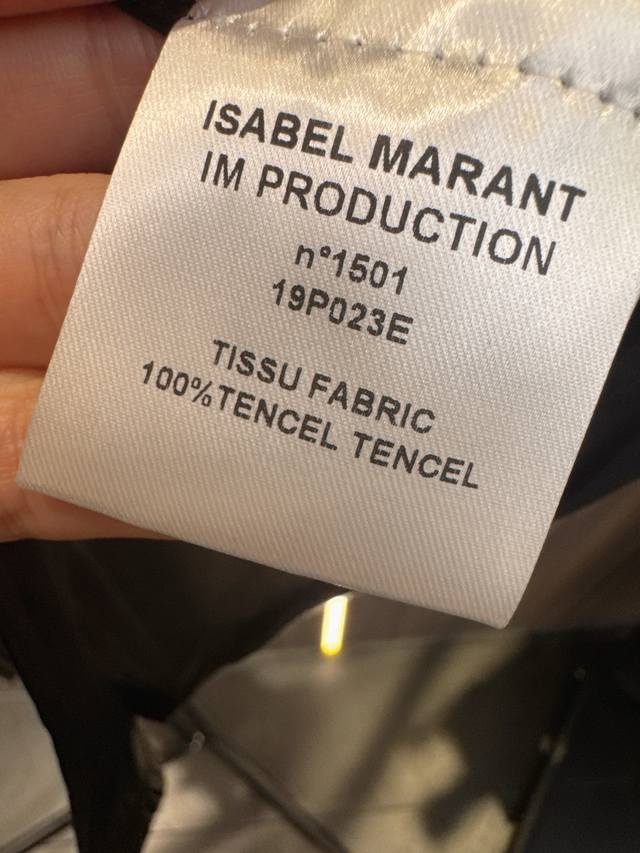 ISABEL MARANT
IM PRODUCTION
n°1501
19P023E
TISSU FABRIC
100%TENCEL TENCEL